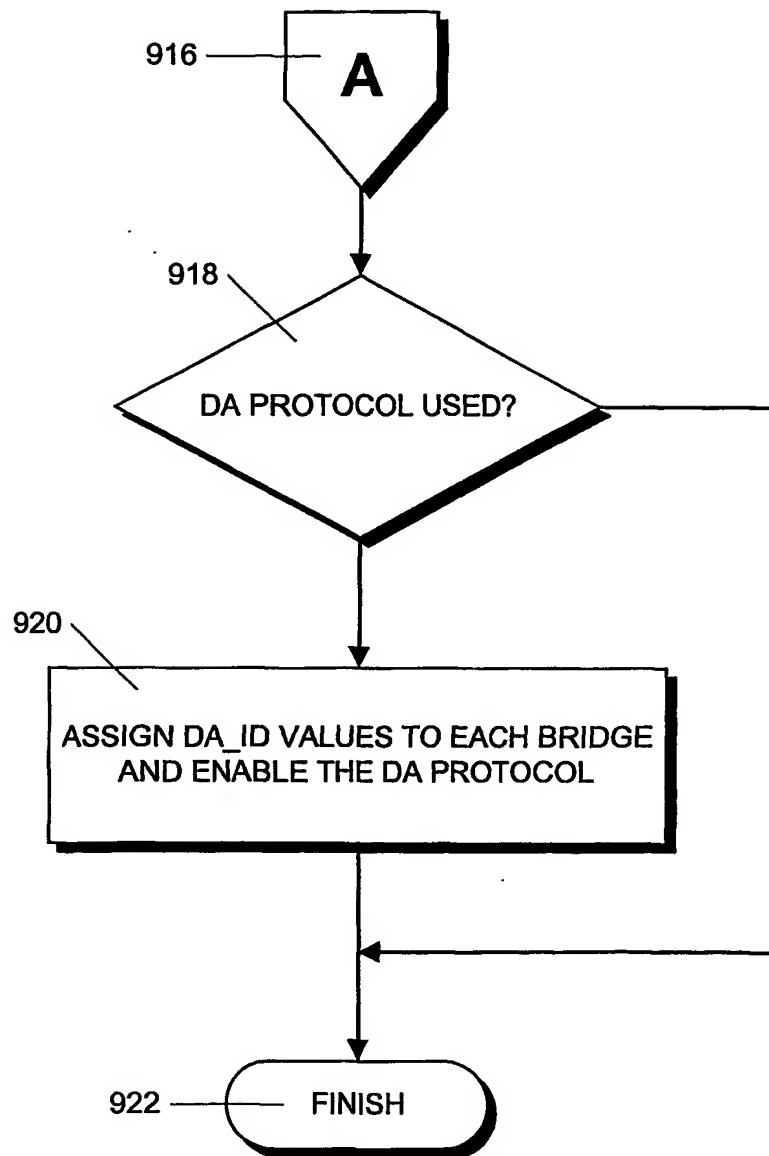 916
A
918
DA PROTOCOL USED?
920
ASSIGN DA_ID VALUES TO EACH BRIDGE
AND ENABLE THE DA PROTOCOL
922
FINISH